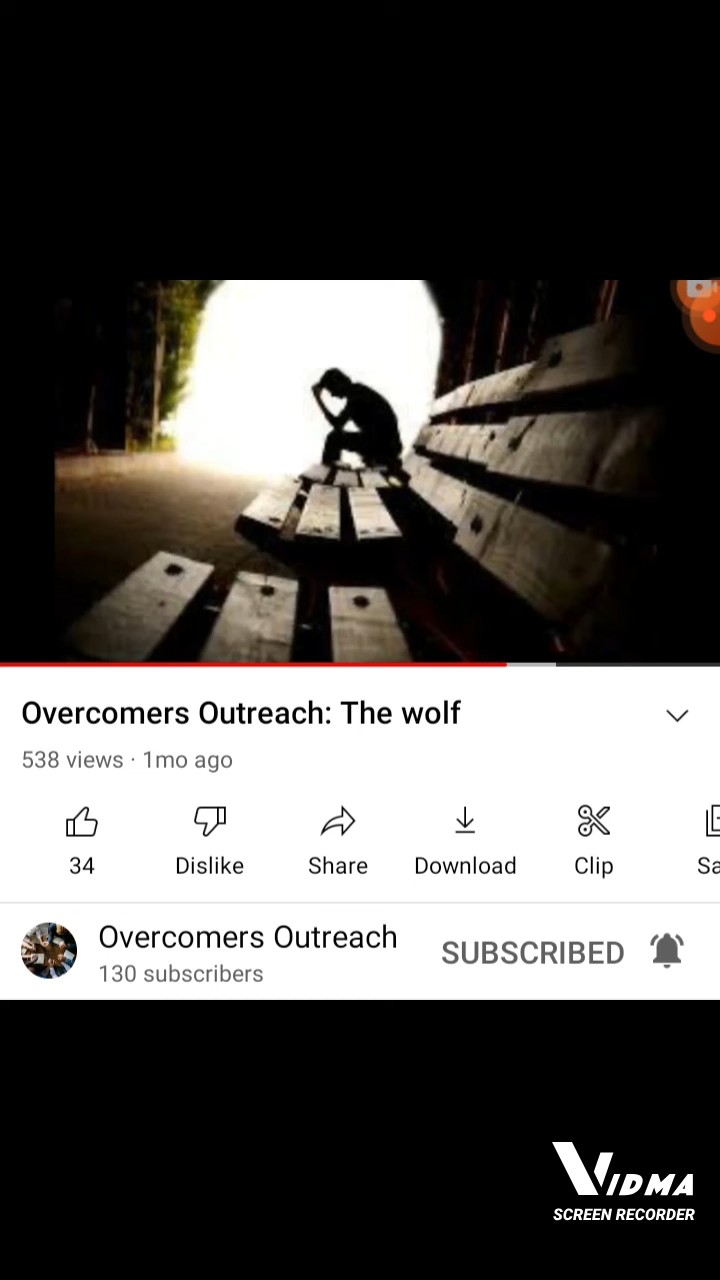 Overcomers Outreach: The wolf
538 views · 1mo ago
34
Dislike
Share
Download
Clip
Sa
Overcomers Outreach
130 subscribers
SUBSCRIBED
VIDMA
SCREEN RECORDER